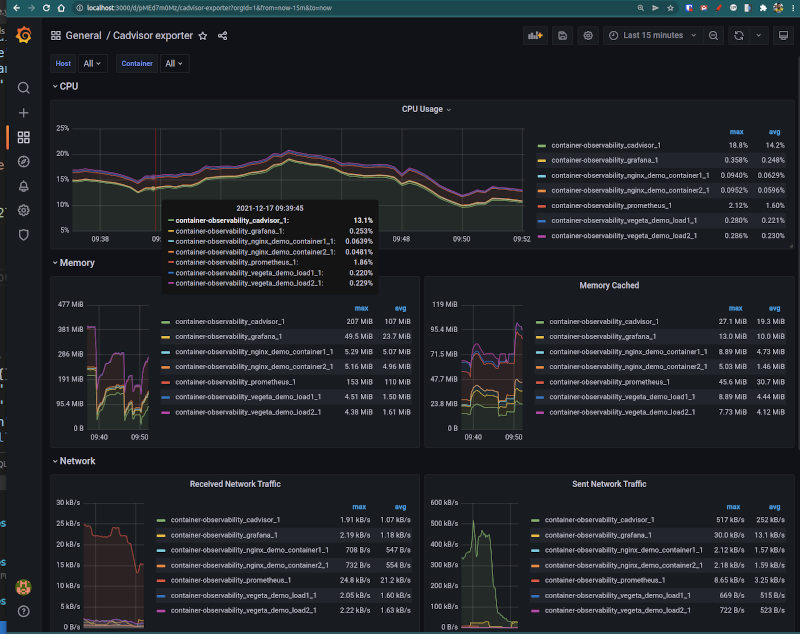 localhost:3000/d/pMEd7m0Mz/cadvisor-exporter?orgId=1&from=now-15m&to=now
General / Cadvisor exporter
Last 15 minutes
Host All
Container All
CPU
CPU Usage
25%
20%
15%
10%
5%
09:38
09:48
09:50
09:52
max avg
container-observability_cadvisor_1 18.8% 14.2%
container-observability_grafana_1 0.358% 0.248%
container-observability_nginx_demo_container1_1 0.0940% 0.0629%
container-observability_nginx_demo_container2_1 0.0952% 0.0596%
container-observability_prometheus_1 2.12% 1.60%
container-observability_vegeta_demo_load1_1 0.280% 0.221%
container-observability_vegeta_demo_load2_1 0.286% 0.230%
2021-12-17 09:39:45
container-observability_cadvisor_1: 13.1%
container-observability_grafana_1: 0.253%
container-observability_nginx_demo_container1_1: 0.0639%
container-observability_nginx_demo_container2_1: 0.0481%
container-observability_prometheus_1: 1.86%
container-observability_vegeta_demo_load1_1: 0.220%
container-observability_vegeta_demo_load2_1: 0.229%
Memory
477 MiB
381 MiB
286 MiB
191 MiB
95.4 MiB
0 B
09:40
09:50
max avg
container-observability_cadvisor_1 207 MiB 107 MiB
container-observability_grafana_1 49.5 MiB 23.7 MiB
container-observability_nginx_demo_container1_1 5.29 MiB 5.07 MiB
container-observability_nginx_demo_container2_1 5.16 MiB 4.96 MiB
container-observability_prometheus_1 153 MiB 110 MiB
container-observability_vegeta_demo_load1_1 4.51 MiB 1.50 MiB
container-observability_vegeta_demo_load2_1 4.38 MiB 1.61 MiB
Memory Cached
119 MiB
95.4 MiB
71.5 MiB
47.7 MiB
23.8 MiB
0 B
09:40
09:50
max avg
container-observability_cadvisor_1 27.1 MiB 19.3 MiB
container-observability_grafana_1 13.0 MiB 10.0 MiB
container-observability_nginx_demo_container1_1 8.89 MiB 4.73 MiB
container-observability_nginx_demo_container2_1 5.03 MiB 1.46 MiB
container-observability_prometheus_1 45.6 MiB 30.7 MiB
container-observability_vegeta_demo_load1_1 8.89 MiB 4.44 MiB
container-observability_vegeta_demo_load2_1 7.73 MiB 4.12 MiB
Network
Received Network Traffic
30 kB/s
25 kB/s
20 kB/s
15 kB/s
10 kB/s
5 kB/s
0 B/s
09:40
09:50
max avg
container-observability_cadvisor_1 1.91 kB/s 1.07 kB/s
container-observability_grafana_1 2.19 kB/s 1.18 kB/s
container-observability_nginx_demo_container1_1 708 B/s 547 B/s
container-observability_nginx_demo_container2_1 732 B/s 554 B/s
container-observability_prometheus_1 24.8 kB/s 21.2 kB/s
container-observability_vegeta_demo_load1_1 2.05 kB/s 1.60 kB/s
container-observability_vegeta_demo_load2_1 2.22 kB/s 1.63 kB/s
Sent Network Traffic
600 kB/s
500 kB/s
400 kB/s
300 kB/s
200 kB/s
100 kB/s
0 B/s
09:40
09:50
max avg
container-observability_cadvisor_1 517 kB/s 252 kB/s
container-observability_grafana_1 30.0 kB/s 13.1 kB/s
container-observability_nginx_demo_container1_1 2.12 kB/s 1.57 kB/s
container-observability_nginx_demo_container2_1 2.18 kB/s 1.59 kB/s
container-observability_prometheus_1 8.65 kB/s 3.25 kB/s
container-observability_vegeta_demo_load1_1 669 B/s 515 B/s
container-observability_vegeta_demo_load2_1 722 B/s 523 B/s